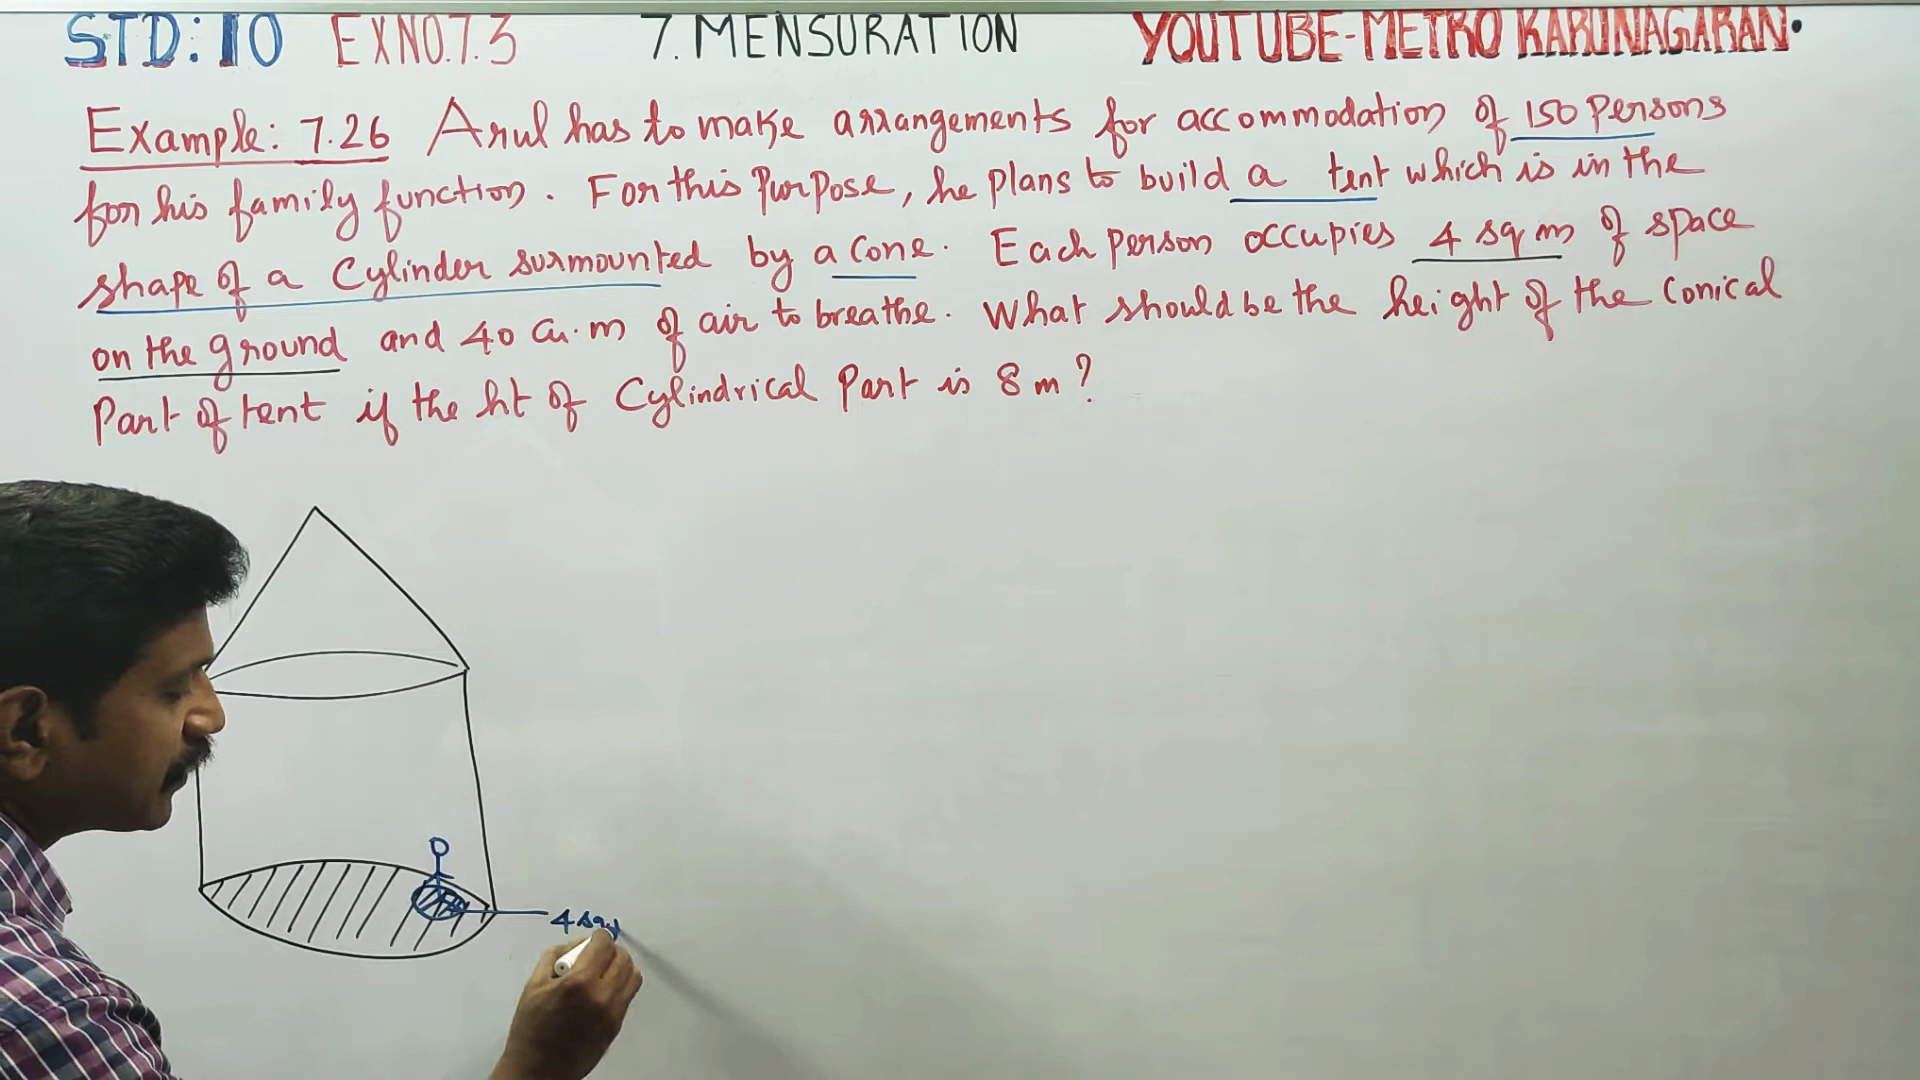 STD: 10 EXNO.7.3 7. MENSURATION YOUTUBE-METRO KARUNAGARAN.
Example: 7.26 Arul has to make arrangements for accommodation of 150 persons
for his family function. For this Purpose, he plans to build a tent which is in the
shape of a Cylinder surmounted by a cone. Each person occupies 4 sq m of space
on the ground and 40 cu.m of air to breathe. What should be the height of the conical
Part of tent if the ht of Cylindrical Part is 8 m?
4 sq